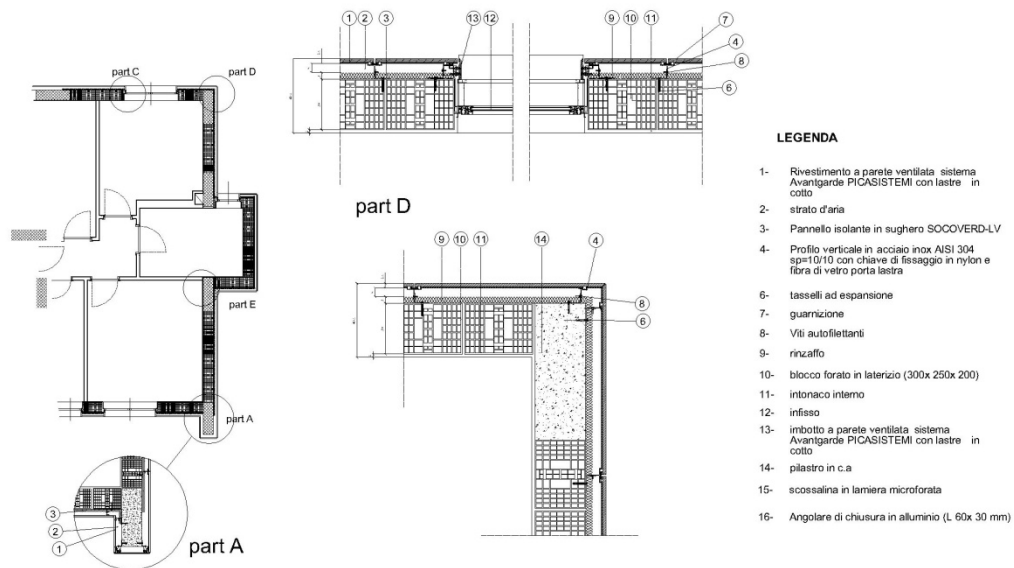 part C
part D
part E
part A
3
2
1
part A
1
2
3
13
12
9
10
11
7
4
8
6
part D
9
10
11
14
4
8
6
LEGENDA
1- Rivestimento a parete ventilata sistema
Avantgarde PICASISTEMI con lastre in
cotto
2- strato d'aria
3- Pannello isolante in sughero SOCOVERD-LV
4- Profilo verticale in acciaio inox AISI 304
sp=10/10 con chiave di fissaggio in nylon e
fibra di vetro porta lastra
6- tasselli ad espansione
7- guarnizione
8- Viti autofilettanti
9- rinzaffo
10- blocco forato in laterizio (300x 250x 200)
11- intonaco interno
12- infisso
13- imbotto a parete ventilata sistema
Avantgarde PICASISTEMI con lastre in
cotto
14- pilastro in c.a
15- scossalina in lamiera microforata
16- Angolare di chiusura in alluminio (L 60x 30 mm)